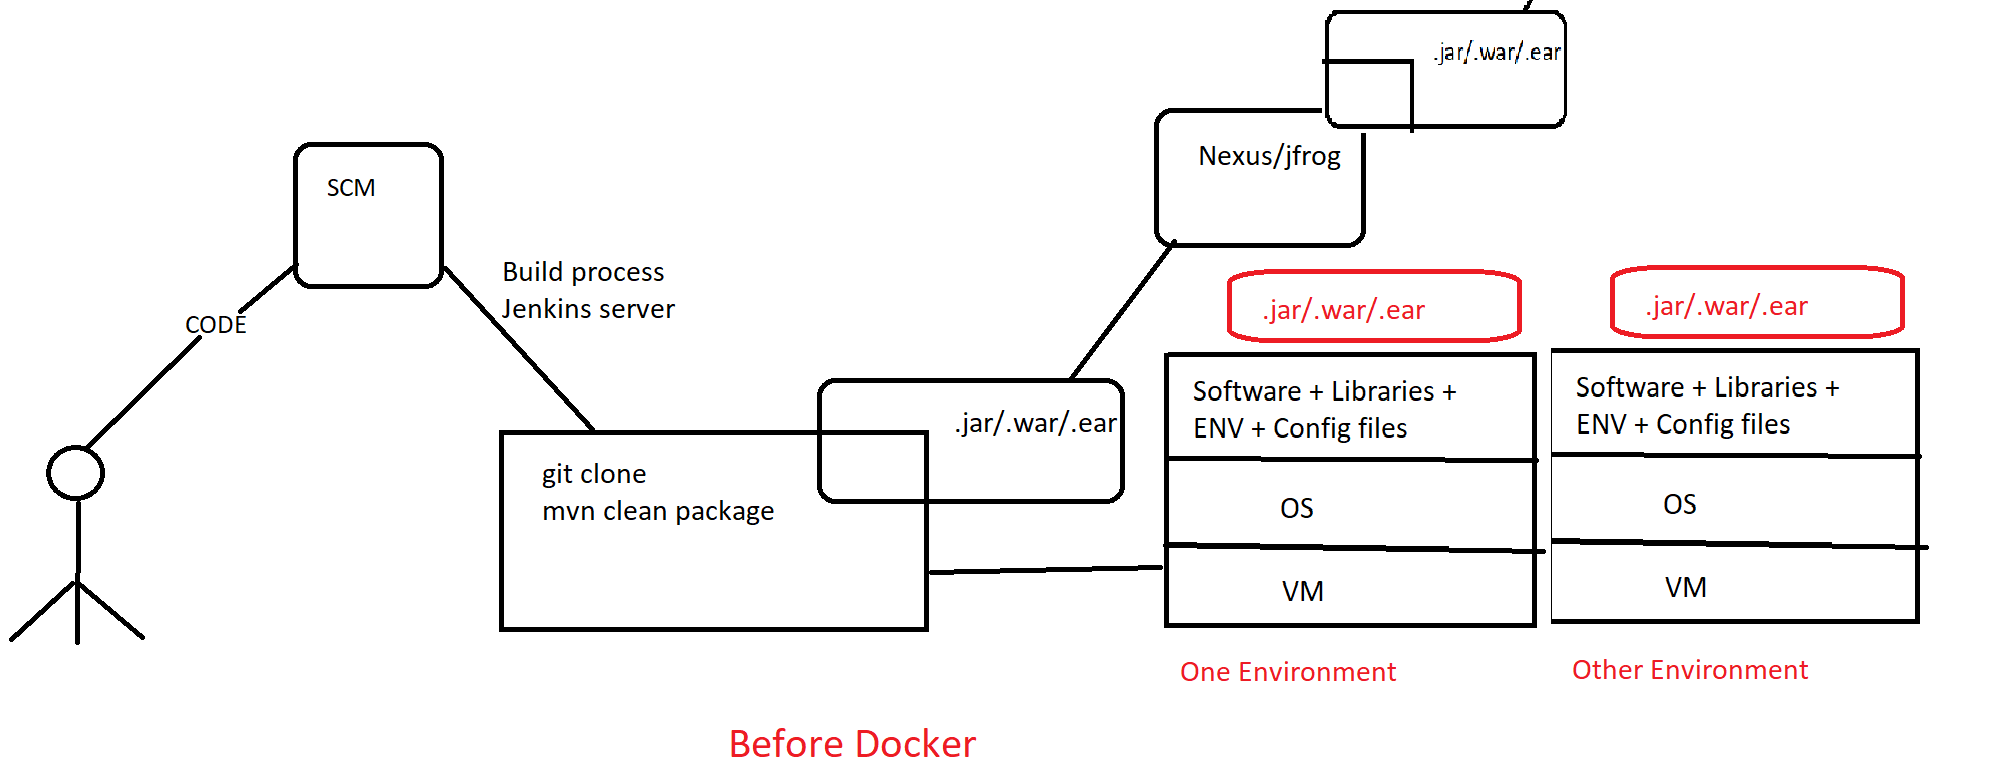 .jar/.war/.ear
Nexus/jfrog
SCM
Build process
Jenkins server
CODE
.jar/.war/.ear
.jar/.war/.ear
Software + Libraries +
ENV + Config files
Software + Libraries +
ENV + Config files
.jar/.war/.ear
git clone
mvn clean package
OS
OS
VM
VM
One Environment
Other Environment
Before Docker